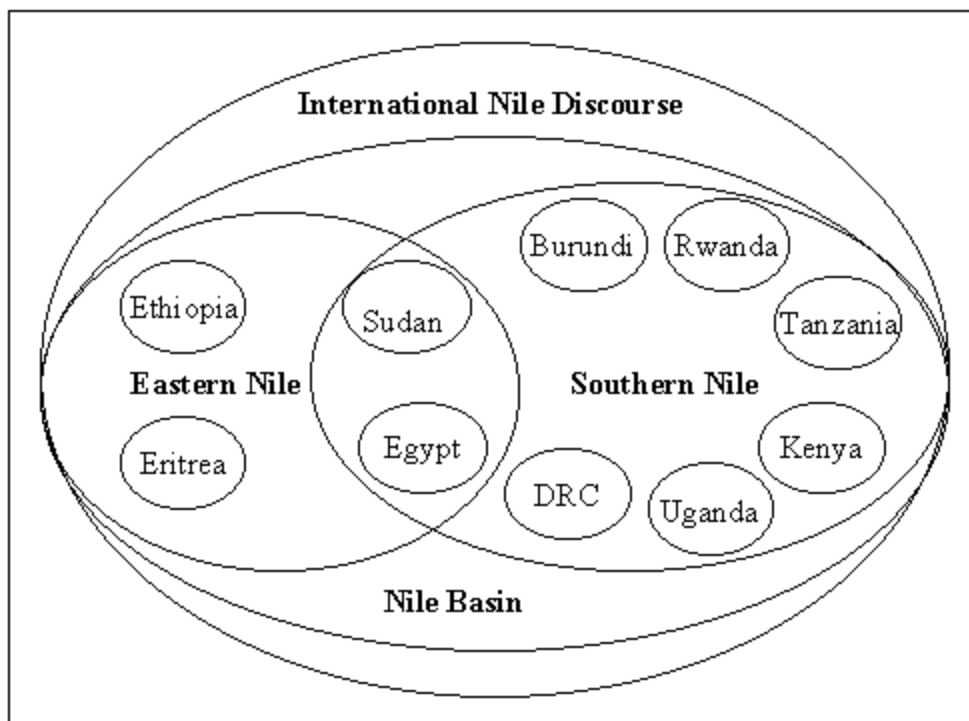 International Nile Discourse
Burundi
Rwanda
Ethiopia
Sudan
Tanzania
Eastern Nile
Southern Nile
Eritrea
Egypt
Kenya
DRC
Uganda
Nile Basin